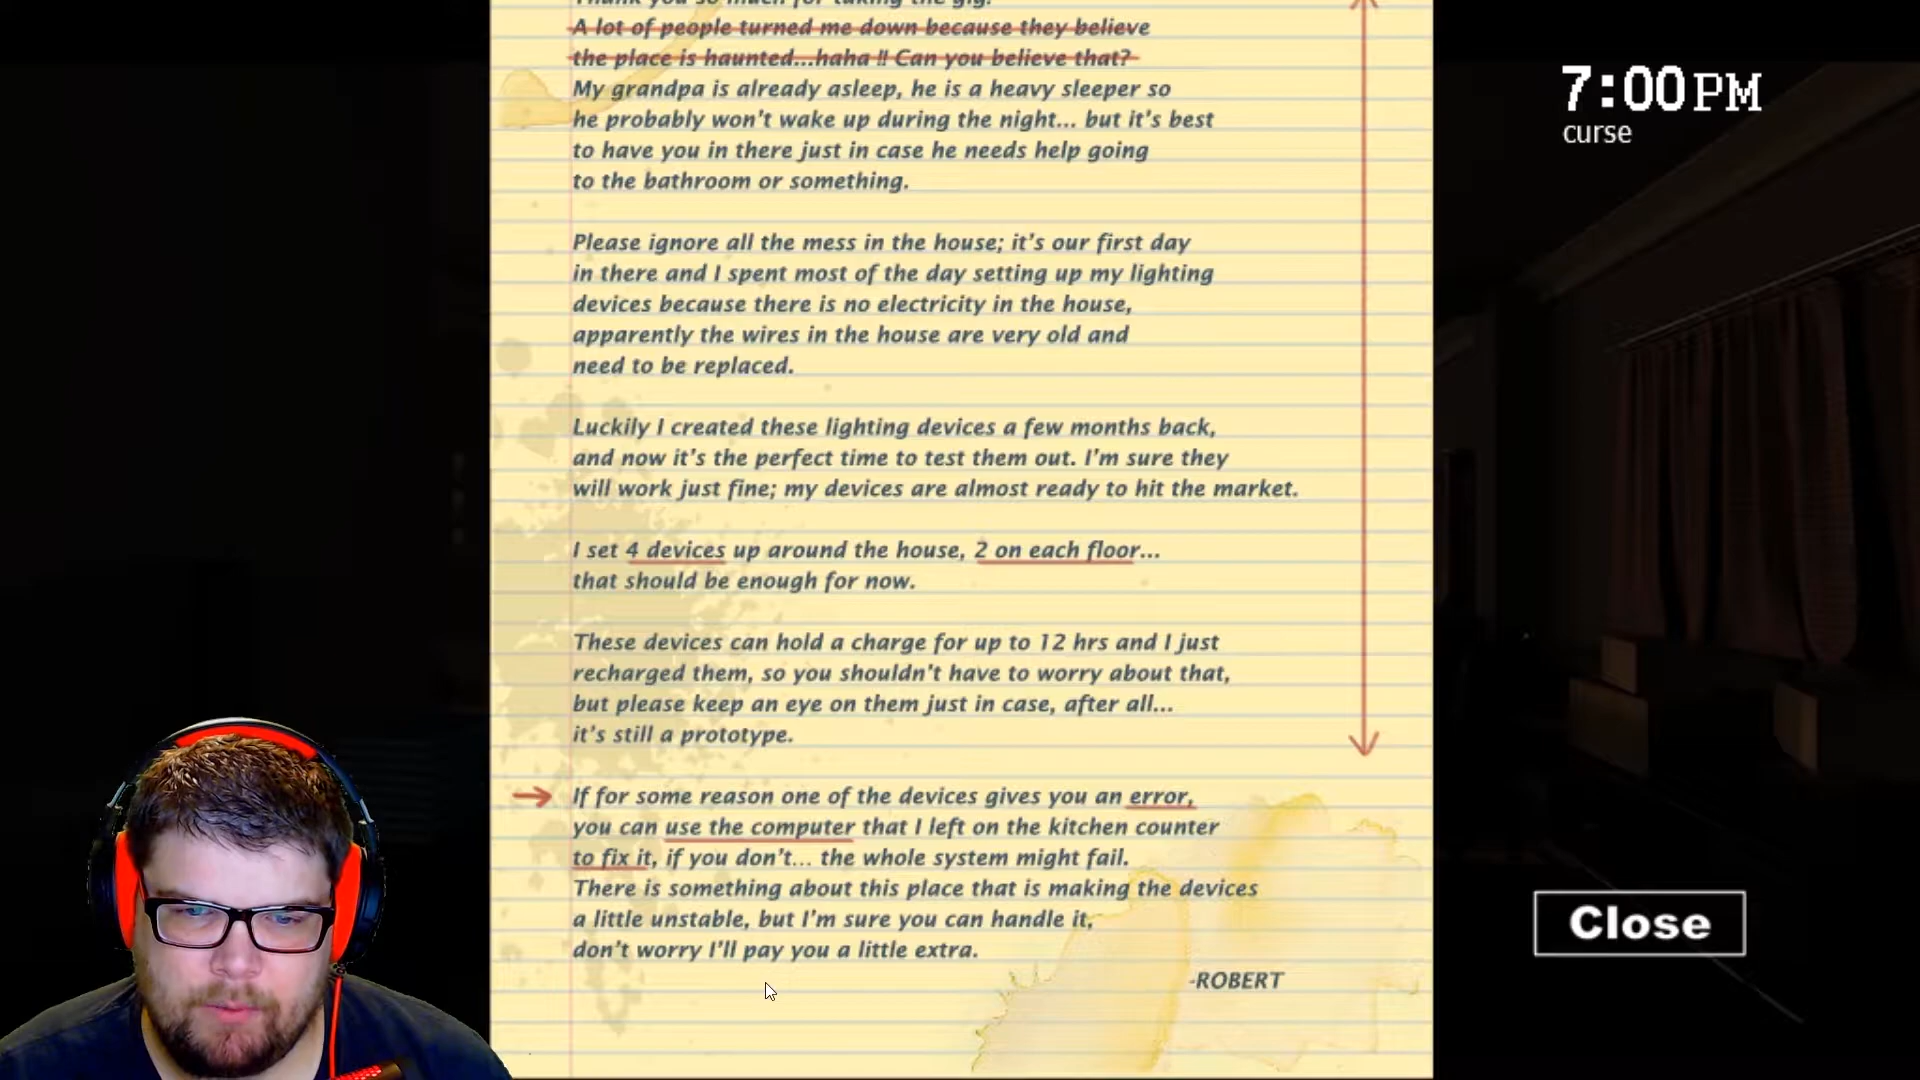 Thank you so much for taking the gig!
A lot of people turned me down because they believe
the place is haunted...haha !! Can you believe that?
My grandpa is already asleep, he is a heavy sleeper so
he probably won't wake up during the night... but it's best
to have you in there just in case he needs help going
to the bathroom or something.
Please ignore all the mess in the house; it's our first day
in there and I spent most of the day setting up my lighting
devices because there is no electricity in the house,
apparently the wires in the house are very old and
need to be replaced.
Luckily I created these lighting devices a few months back,
and now it's the perfect time to test them out. I'm sure they
will work just fine; my devices are almost ready to hit the market.
I set 4 devices up around the house, 2 on each floor...
that should be enough for now.
These devices can hold a charge for up to 12 hrs and I just
recharged them, so you shouldn't have to worry about that,
but please keep an eye on them just in case, after all...
it's still a prototype.
If for some reason one of the devices gives you an error,
you can use the computer that I left on the kitchen counter
to fix it, if you don't... the whole system might fail.
There is something about this place that is making the devices
a little unstable, but I'm sure you can handle it,
don't worry I'll pay you a little extra.
-ROBERT
7:00 PM
curse
Close